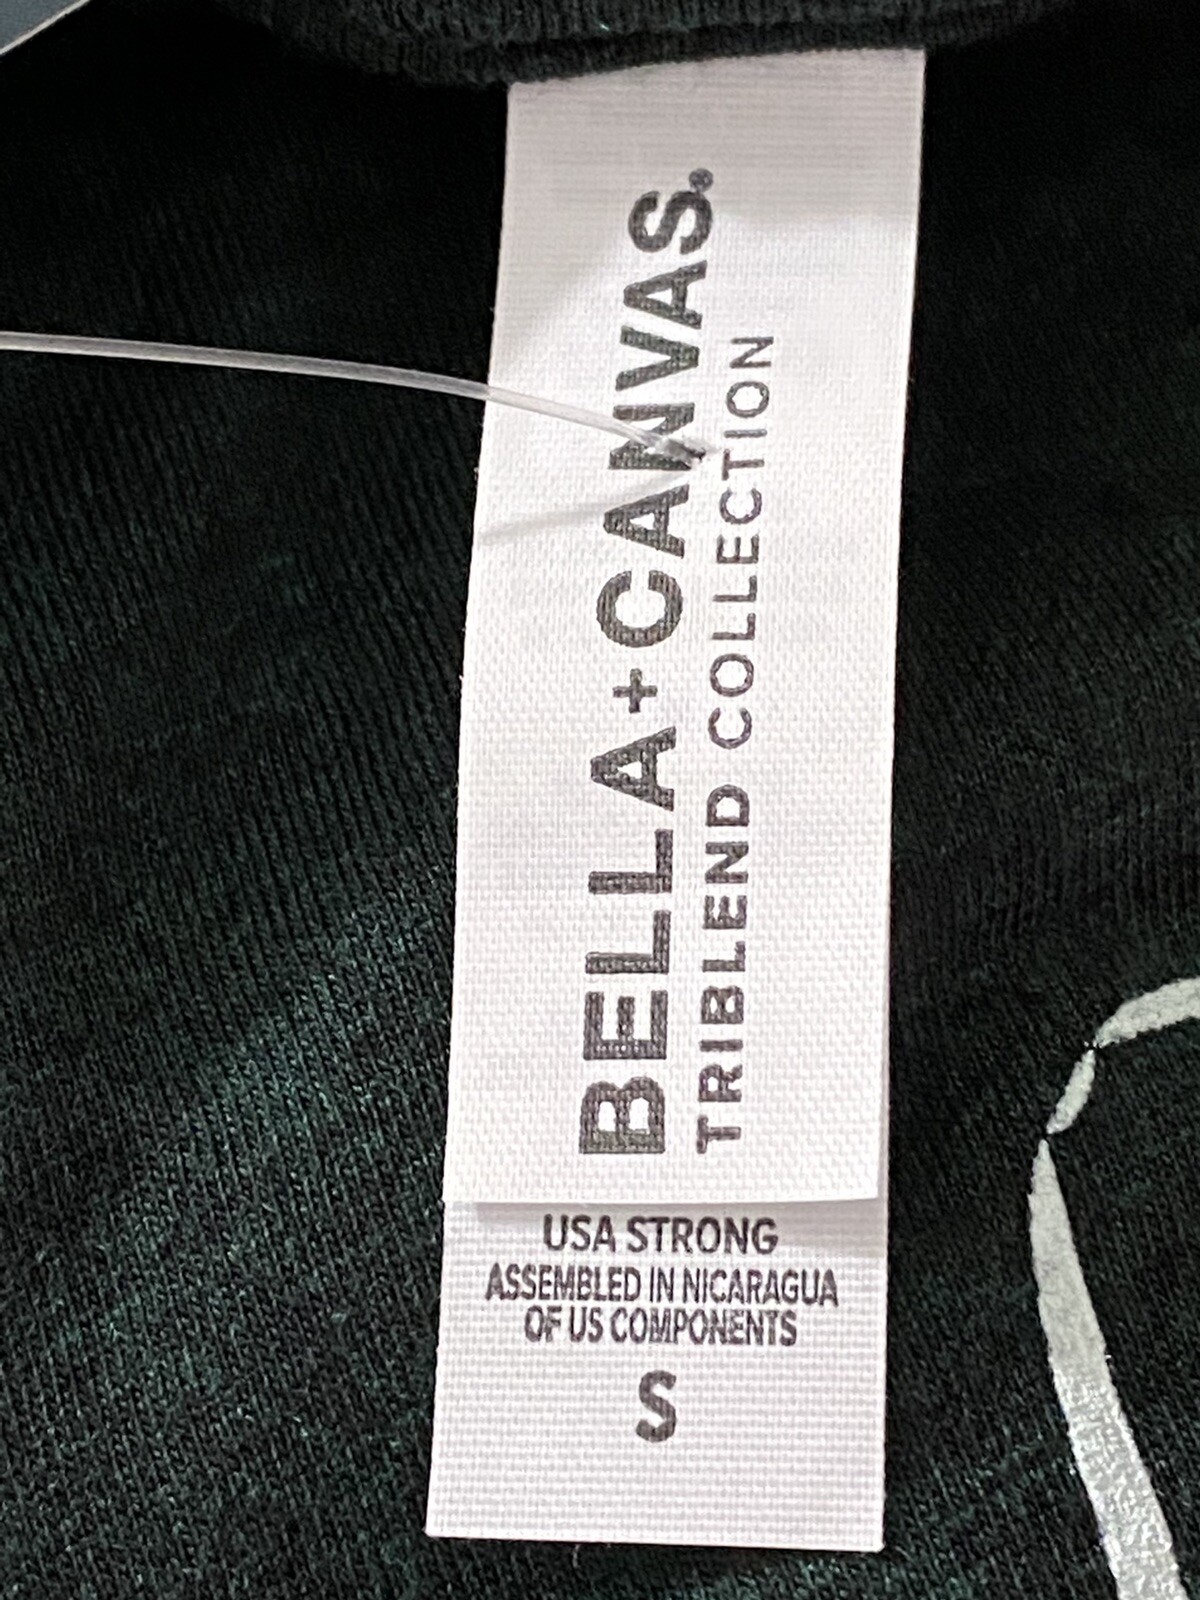 BELLA+CANVAS.
TRIBLEND COLLECTION
USA STRONG
ASSEMBLED IN NICARAGUA
OF US COMPONENTS
S